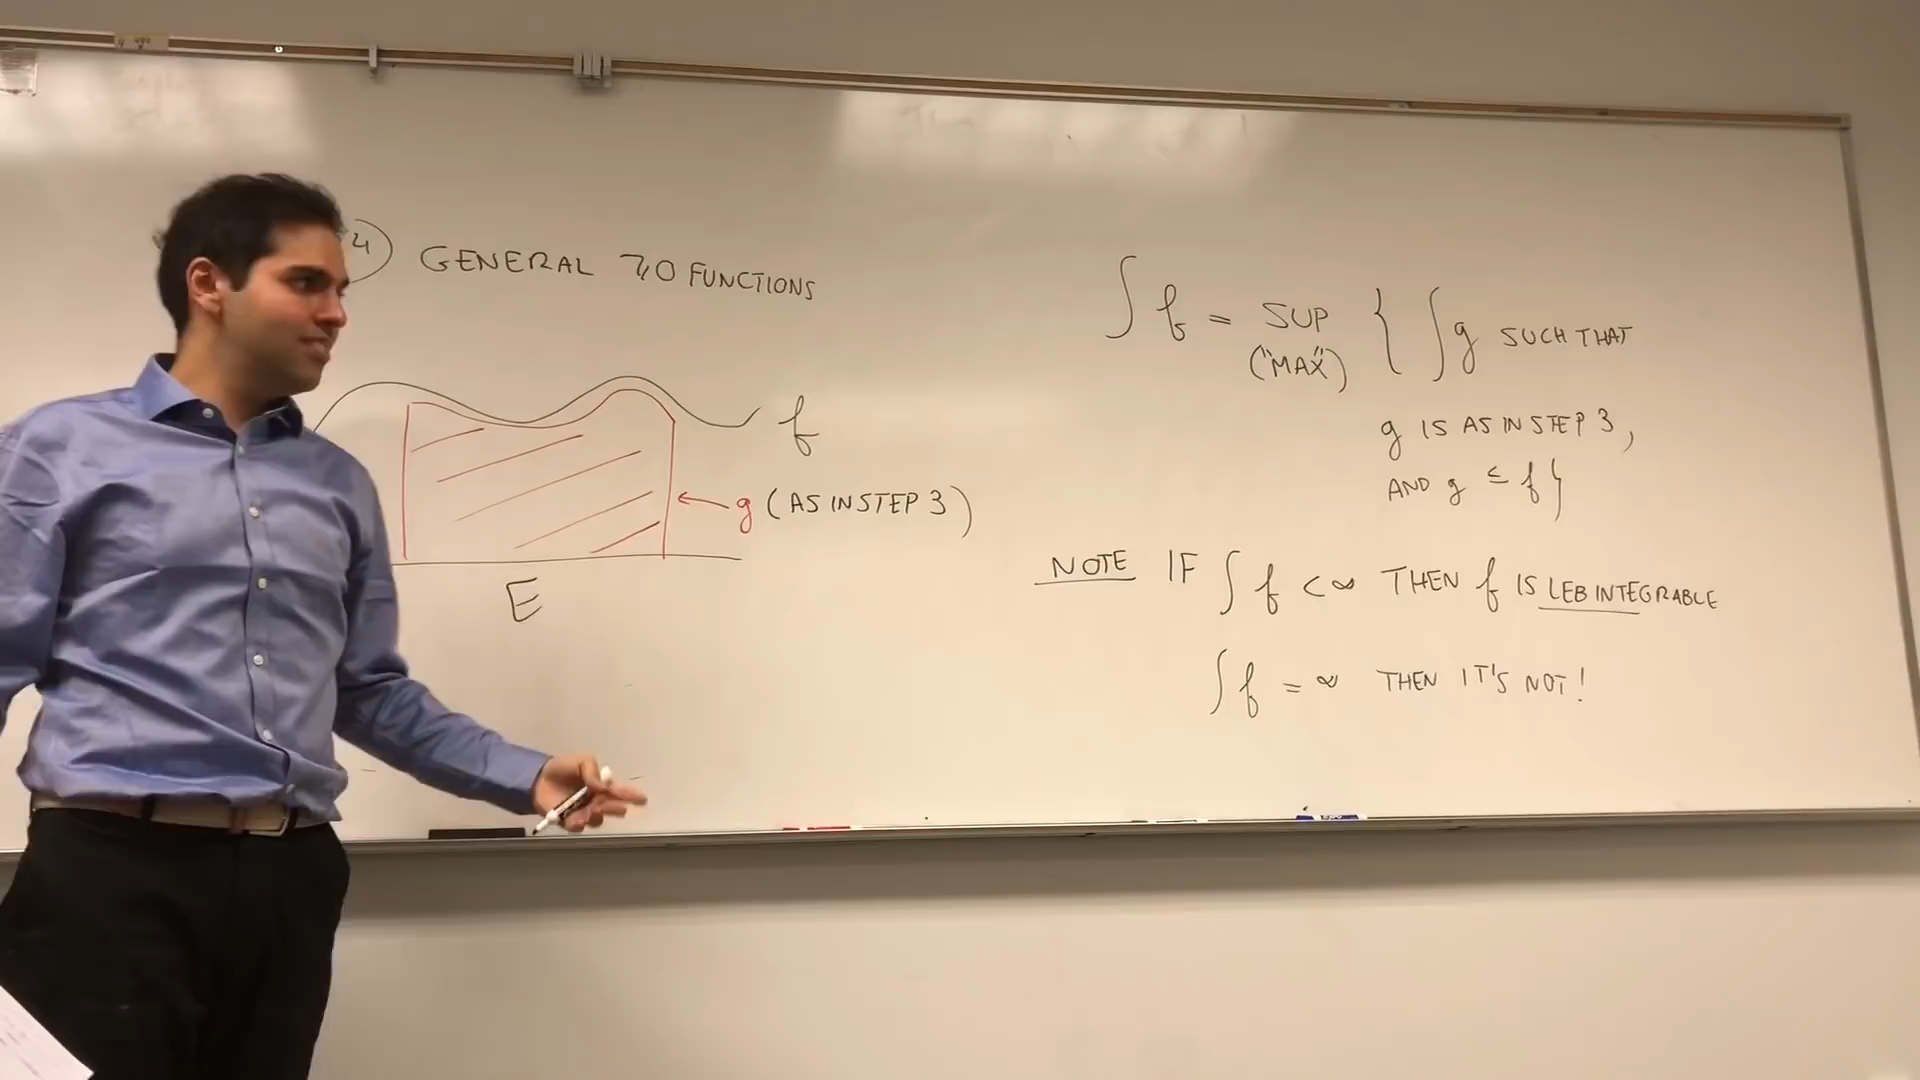 4) GENERAL ⩾0 FUNCTIONS
f
g (AS IN STEP 3)
E
∫ f = SUP { ∫ g SUCH THAT
("MAX")
g IS AS IN STEP 3,
AND g ≤ f }
NOTE IF ∫ f < ∞ THEN f IS LEB INTEGRABLE
∫ f = ∞ THEN IT'S NOT!
EXPO